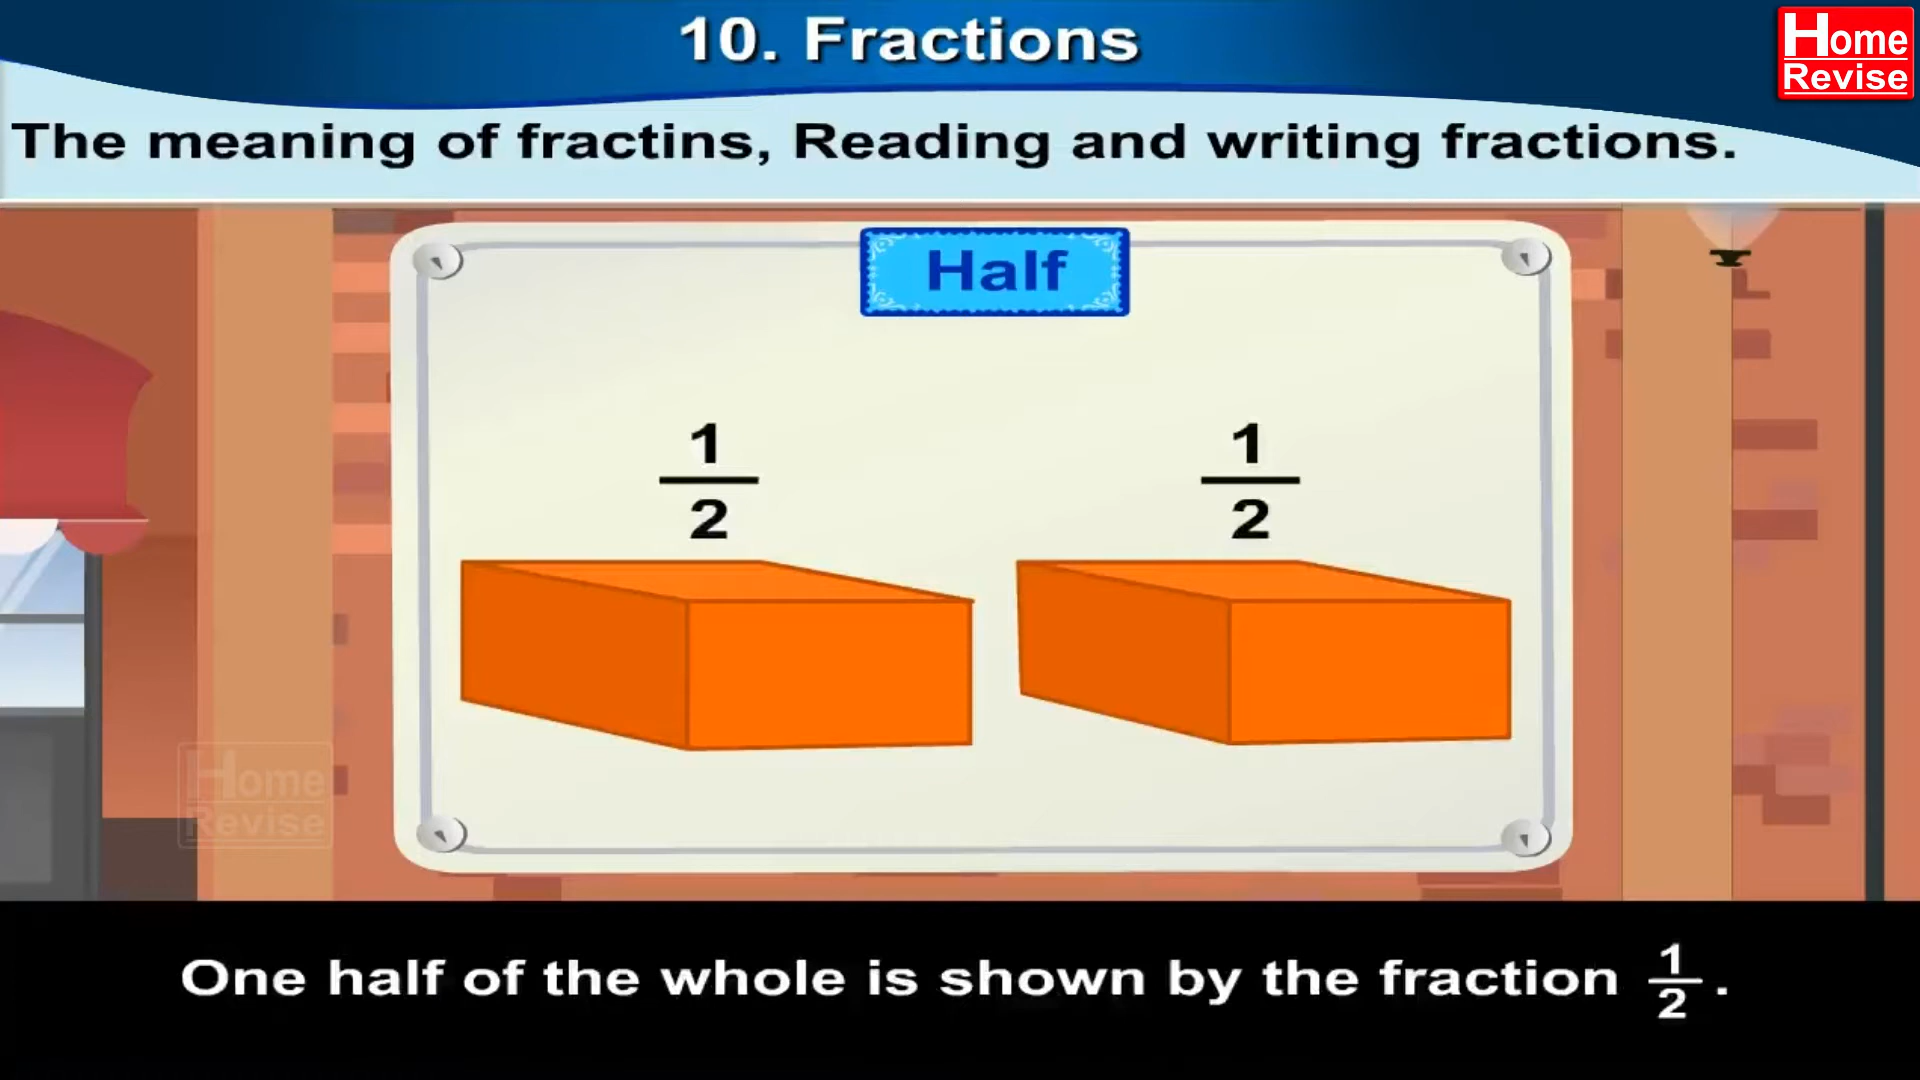 10. Fractions
Home
Revise
The meaning of fractins, Reading and writing fractions.
Half
1
2
1
2
Home
Revise
One half of the whole is shown by the fraction 1/2.